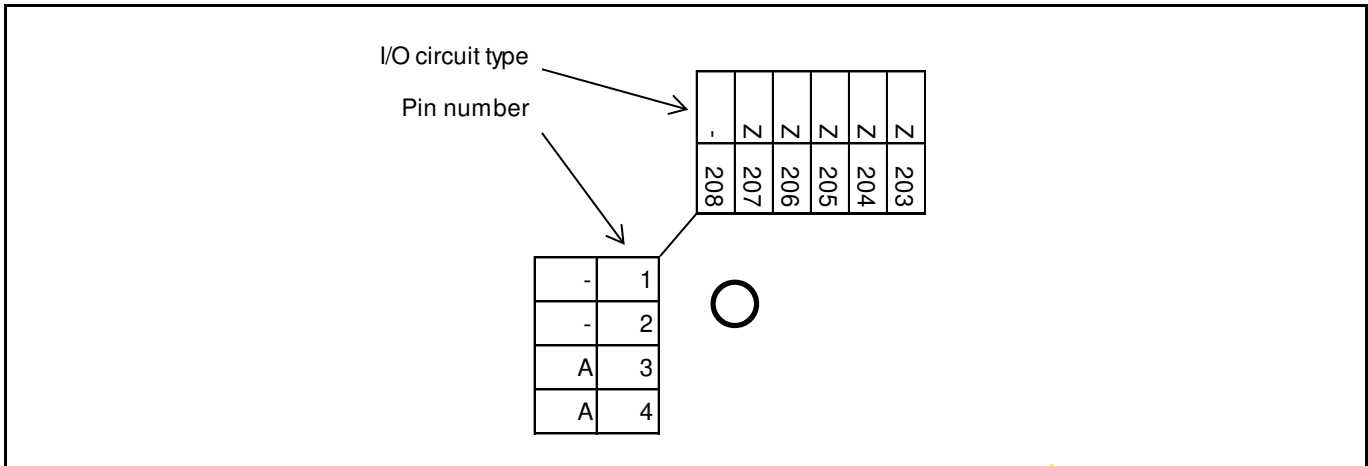 I/O circuit type
Pin number
- Z Z Z Z Z
208 207 206 205 204 203
- 1
- 2
A 3
A 4